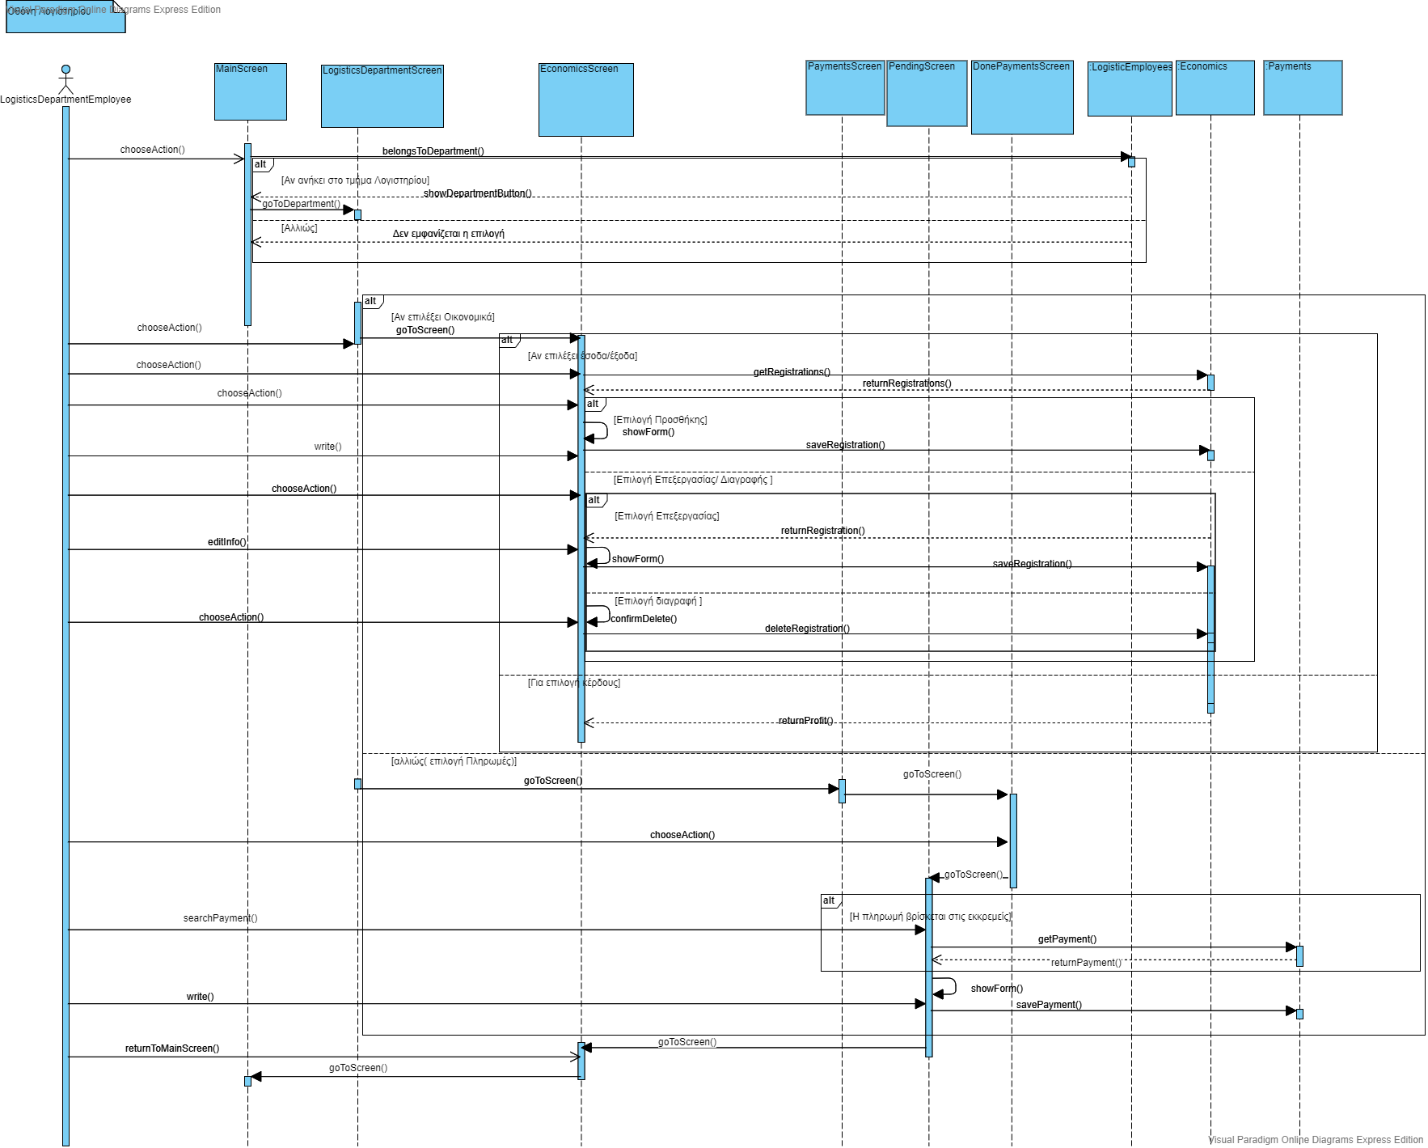 Visual Paradigm Online Diagrams Express Edition
Οθόνη Λογιστηρίου
LogisticsDepartmentEmployee
MainScreen
LogisticsDepartmentScreen
EconomicsScreen
PaymentsScreen
PendingScreen
DonePaymentsScreen
:LogisticEmployees
:Economics
:Payments
chooseAction()
belongsToDepartment()
alt
[Αν ανήκει στο τμήμα Λογιστηρίου]
showDepartmentButton()
goToDepartment()
[Αλλιώς]
Δεν εμφανίζεται η επιλογή
alt
[Αν επιλέξει Οικονομικά]
chooseAction()
goToScreen()
alt
[Αν επιλέξει έσοδα/έξοδα]
chooseAction()
getRegistrations()
returnRegistrations()
chooseAction()
alt
[Επιλογή Προσθήκης]
showForm()
write()
saveRegistration()
[Επιλογή Επεξεργασίας/ Διαγραφής ]
chooseAction()
alt
[Επιλογή Επεξεργασίας]
returnRegistration()
editInfo()
showForm()
saveRegistration()
[Επιλογή διαγραφή ]
chooseAction()
confirmDelete()
deleteRegistration()
[Για επιλογή κέρδους]
returnProfit()
[αλλιώς( επιλογή Πληρωμές)]
goToScreen()
goToScreen()
chooseAction()
goToScreen()
alt
[Η πληρωμή βρίσκεται στις εκκρεμείς]
searchPayment()
getPayment()
returnPayment()
showForm()
write()
savePayment()
goToScreen()
returnToMainScreen()
goToScreen()
Visual Paradigm Online Diagrams Express Edition